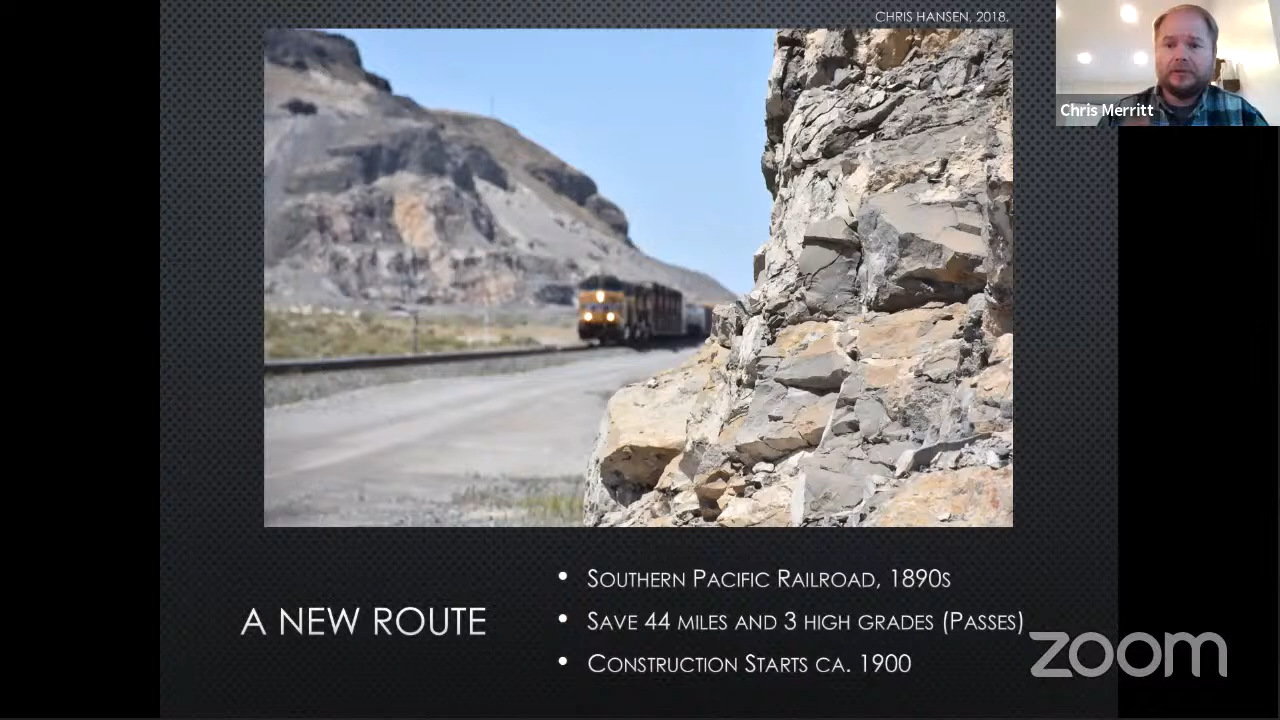 CHRIS HANSEN, 2018.
Chris Merritt
A NEW ROUTE
• SOUTHERN PACIFIC RAILROAD, 1890S
• SAVE 44 MILES AND 3 HIGH GRADES (PASSES)
• CONSTRUCTION STARTS CA. 1900
zoom